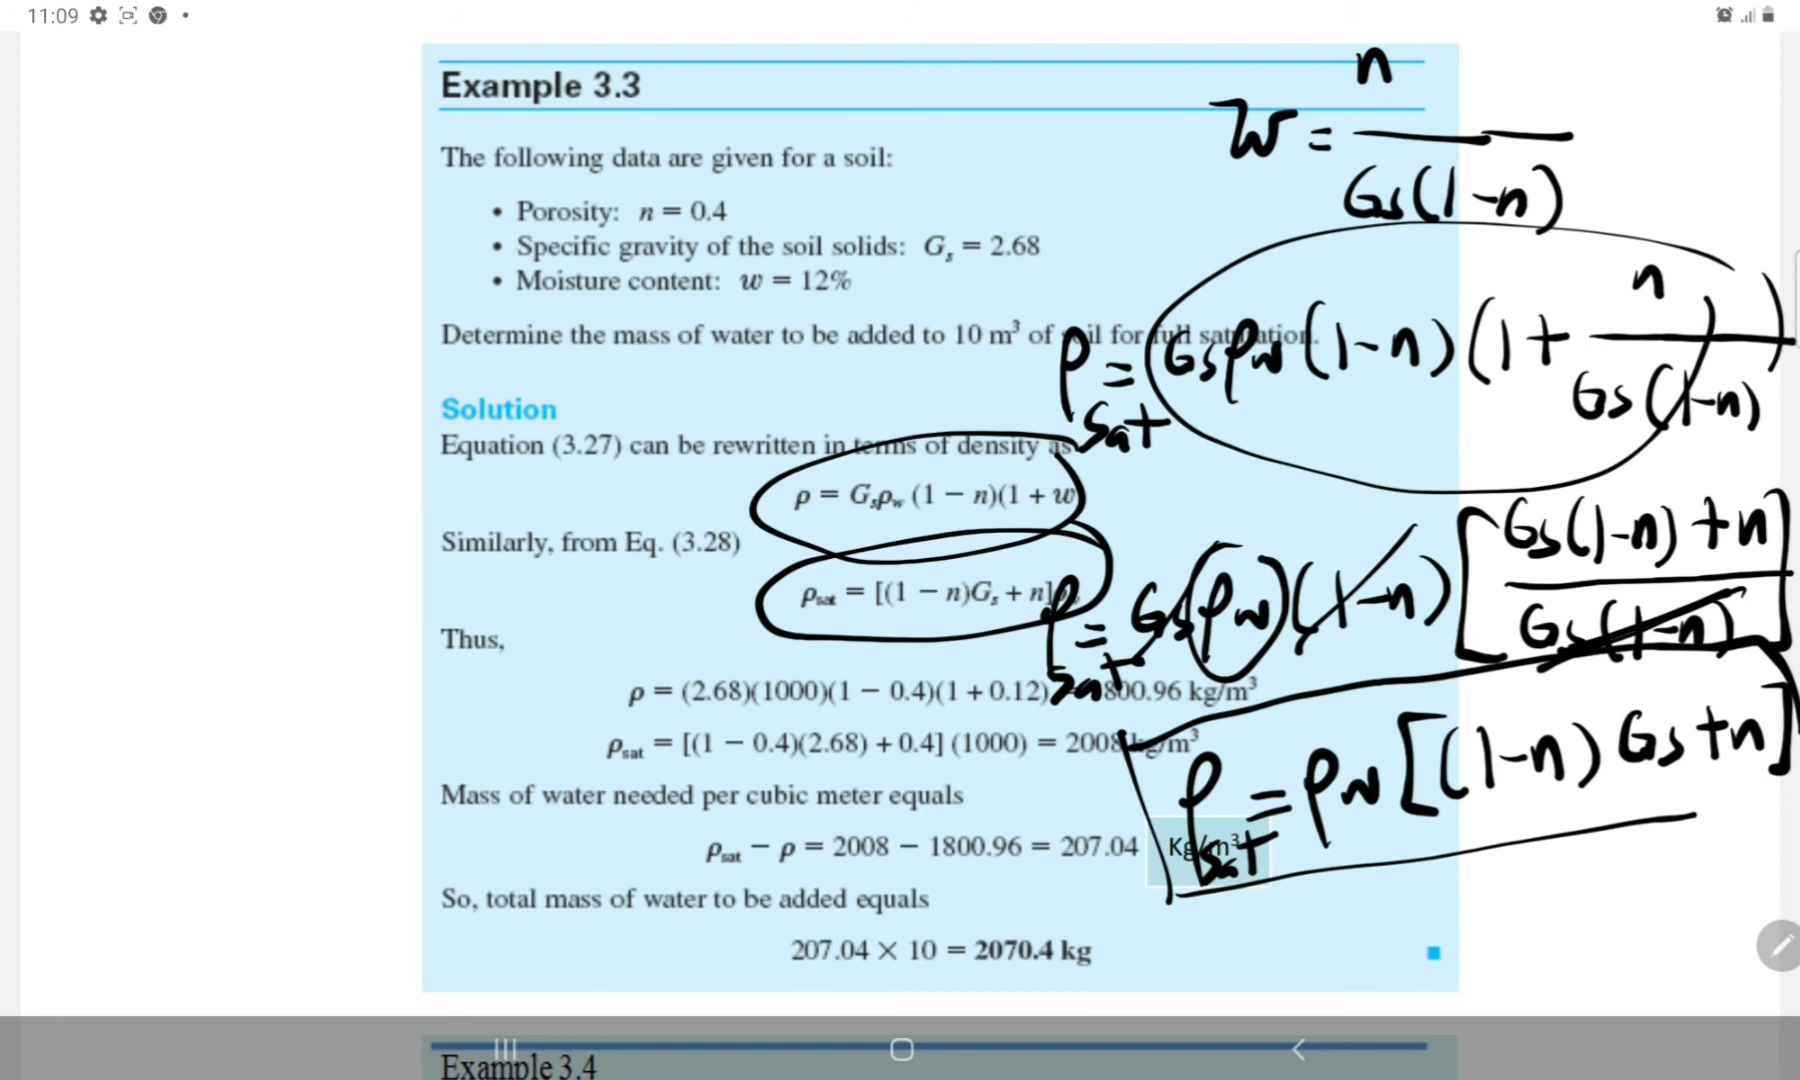 11:09
Example 3.3
The following data are given for a soil:
• Porosity: n = 0.4
• Specific gravity of the soil solids: Gs = 2.68
• Moisture content: w = 12%
Determine the mass of water to be added to 10 m³ of soil for full saturation.
Solution
Equation (3.27) can be rewritten in terms of density as
ρ = Gsρw (1 − n)(1 + w)
Similarly, from Eq. (3.28)
ρsat = [(1 − n)Gs + n]
Thus,
ρ = (2.68)(1000)(1 − 0.4)(1 + 0.12) 1800.96 kg/m³
ρsat = [(1 − 0.4)(2.68) + 0.4] (1000) = 2008 kg/m³
Mass of water needed per cubic meter equals
ρsat − ρ = 2008 − 1800.96 = 207.04 Kg/m³
So, total mass of water to be added equals
207.04 × 10 = 2070.4 kg
Example 3.4
W = n / Gs(1-n)
ρsat = Gsρw(1-n)(1 + n / Gs(1-n))
ρsat = Gs(ρw)(1-n)[Gs(1-n)+n / Gs(1-n)]
ρsat = ρw[(1-n)Gs+n]